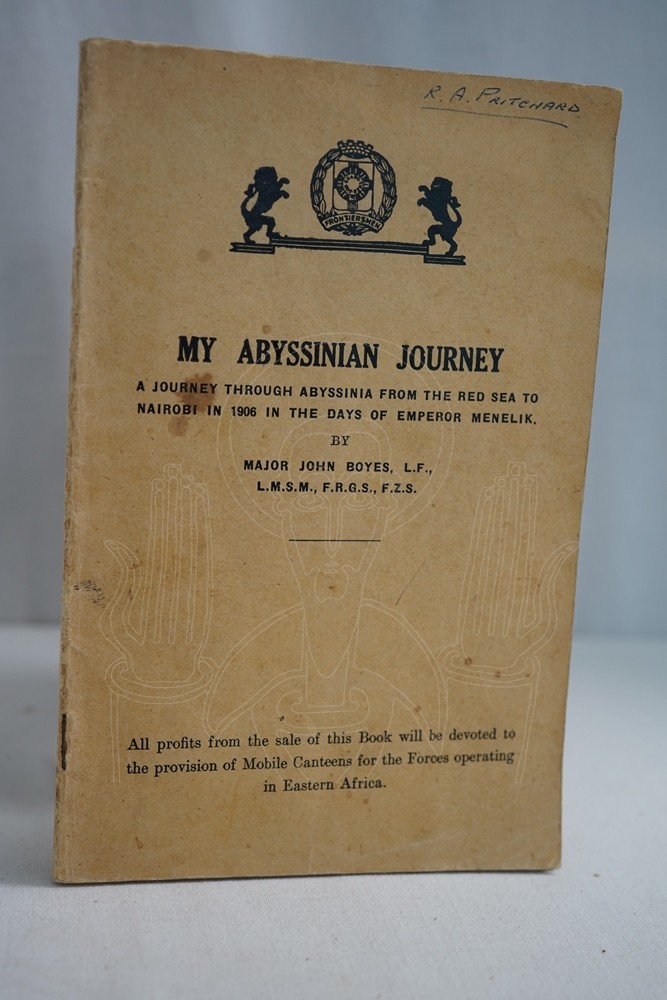 R. A. PRITCHARD
FRONTIERSMEN
MY ABYSSINIAN JOURNEY
A JOURNEY THROUGH ABYSSINIA FROM THE RED SEA TO
NAIROBI IN 1906 IN THE DAYS OF EMPEROR MENELIK.
BY
MAJOR JOHN BOYES, L.F.,
L.M.S.M., F.R.G.S., F.Z.S.
All profits from the sale of this Book will be devoted to
the provision of Mobile Canteens for the Forces operating
in Eastern Africa.